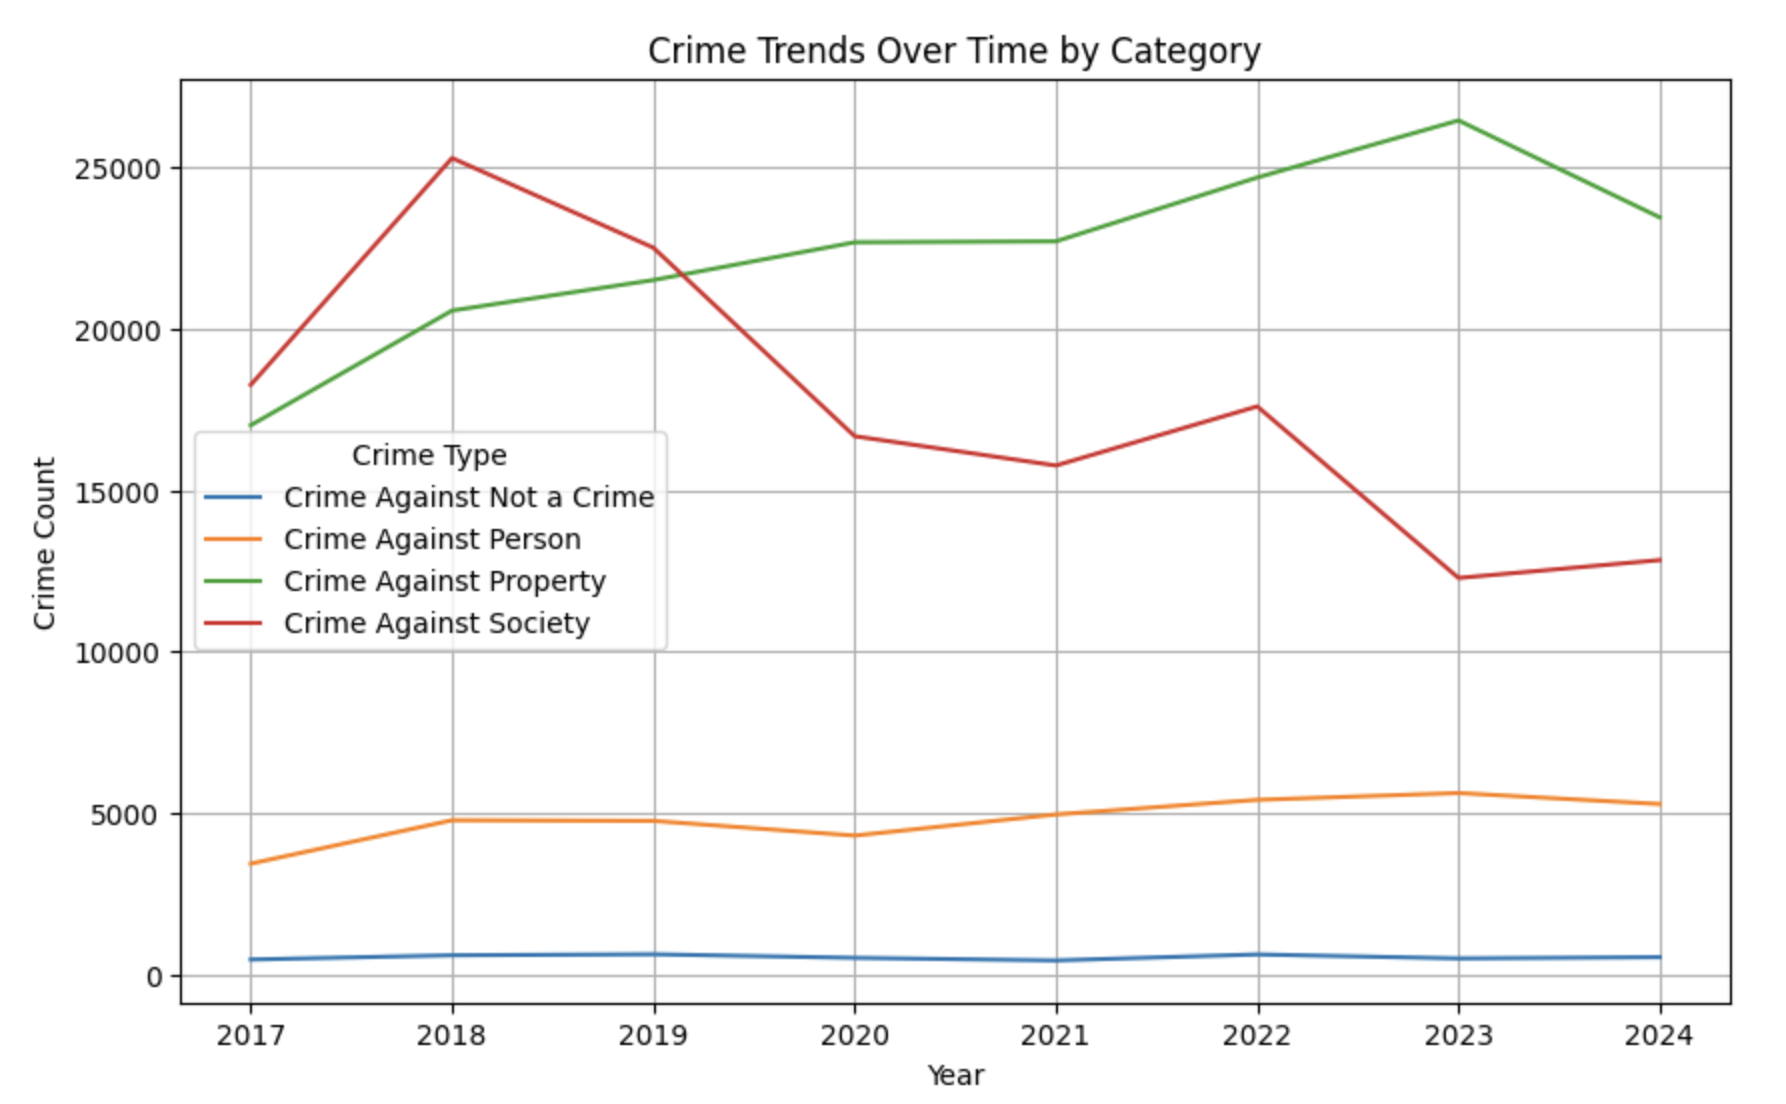 Crime Trends Over Time by Category
Crime Count
25000
20000
15000
10000
5000
0
Crime Type
Crime Against Not a Crime
Crime Against Person
Crime Against Property
Crime Against Society
2017 2018 2019 2020 2021 2022 2023 2024
Year